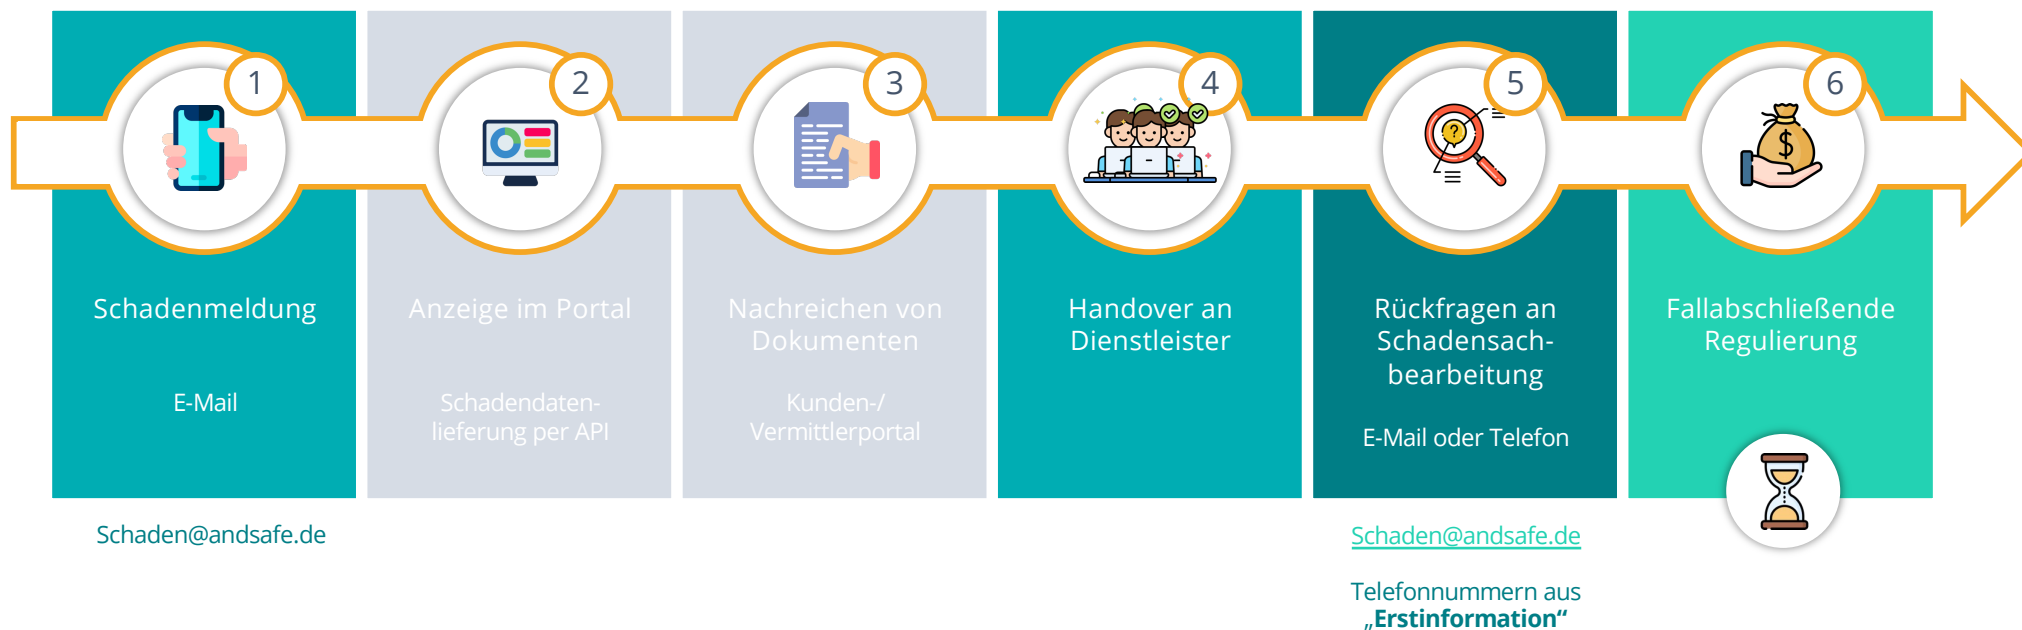 1
Schadenmeldung
E-Mail
Schaden@andsafe.de
2
Anzeige im Portal
Schadendaten-
lieferung per API
3
Nachreichen von
Dokumenten
Kunden-/
Vermittlerportal
4
Handover an
Dienstleister
5
Rückfragen an
Schadensach-
bearbeitung
E-Mail oder Telefon
Schaden@andsafe.de
Telefonnummern aus
„Erstinformation“
6
Fallabschließende
Regulierung